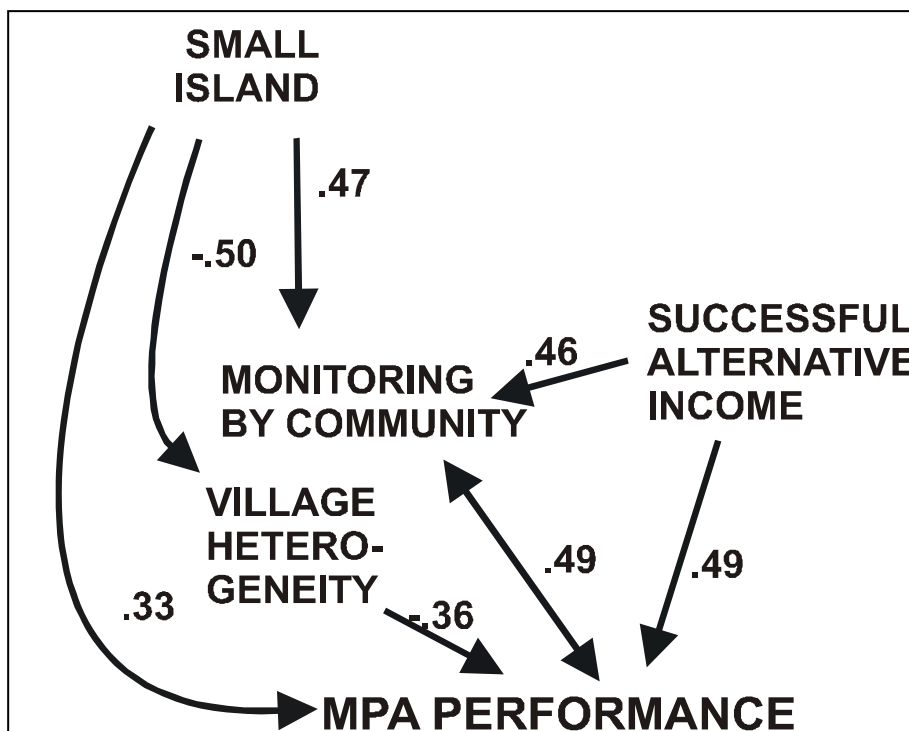 SMALL
ISLAND
.47
-.50
SUCCESSFUL
ALTERNATIVE
INCOME
.46
MONITORING
BY COMMUNITY
VILLAGE
HETERO-
GENEITY
.49
.49
.33
-.36
MPA PERFORMANCE